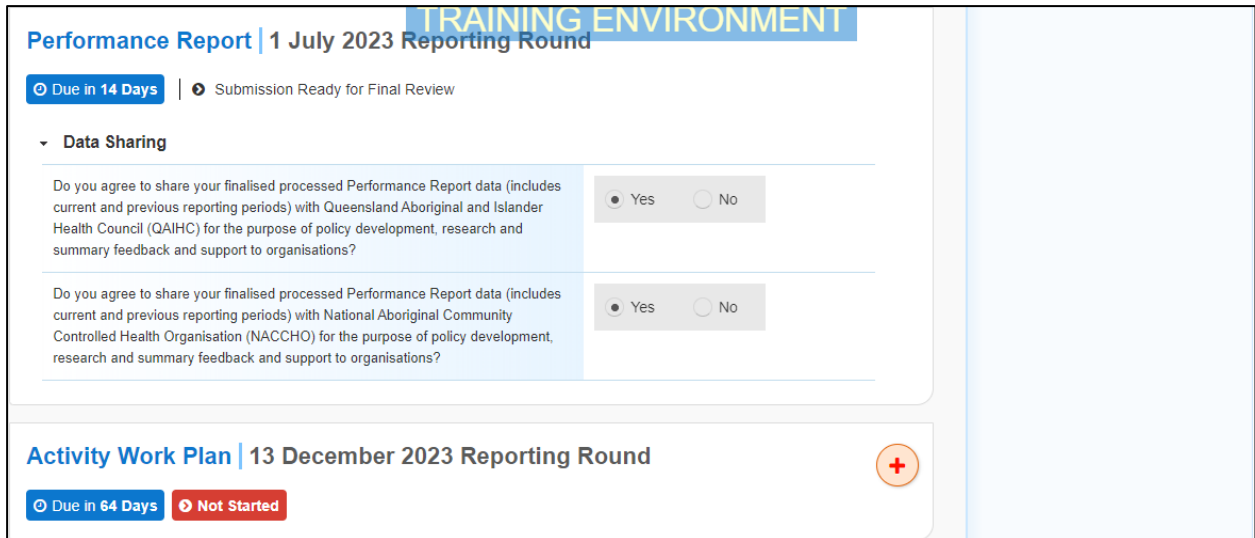 TRAINING ENVIRONMENT
Performance Report | 1 July 2023 Reporting Round
Due in 14 Days | Submission Ready for Final Review
Data Sharing
Do you agree to share your finalised processed Performance Report data (includes
current and previous reporting periods) with Queensland Aboriginal and Islander
Health Council (QAIHC) for the purpose of policy development, research and
summary feedback and support to organisations?
Yes No
Do you agree to share your finalised processed Performance Report data (includes
current and previous reporting periods) with National Aboriginal Community
Controlled Health Organisation (NACCHO) for the purpose of policy development,
research and summary feedback and support to organisations?
Yes No
Activity Work Plan | 13 December 2023 Reporting Round
Due in 64 Days Not Started